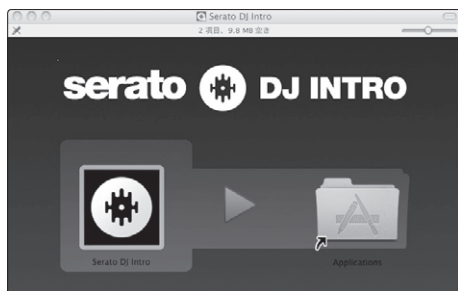 Serato DJ Intro
2 項目、9.8 MB 空き
serato DJ INTRO
Serato DJ Intro
Applications